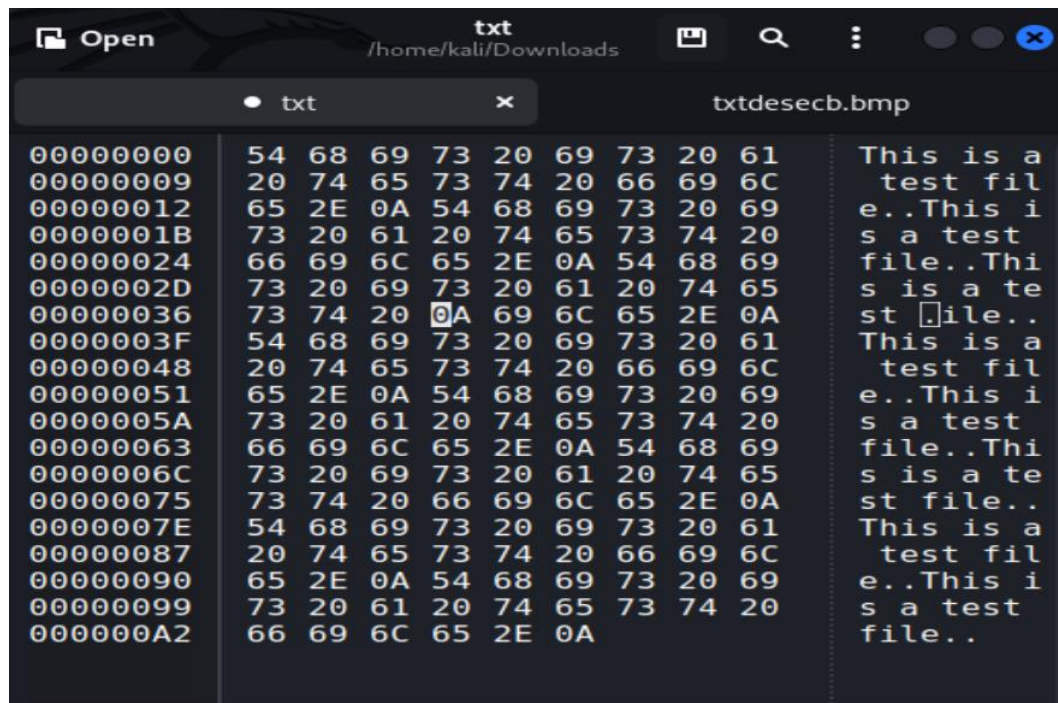 Open
txt
/home/kali/Downloads
txt
txtdesecb.bmp
00000000 54 68 69 73 20 69 73 20 61 This is a
00000009 20 74 65 73 74 20 66 69 6C test fil
00000012 65 2E 0A 54 68 69 73 20 69 e..This i
0000001B 73 20 61 20 74 65 73 74 20 s a test
00000024 66 69 6C 65 2E 0A 54 68 69 file..Thi
0000002D 73 20 69 73 20 61 20 74 65 s is a te
00000036 73 74 20 0A 69 6C 65 2E 0A st .ile..
0000003F 54 68 69 73 20 69 73 20 61 This is a
00000048 20 74 65 73 74 20 66 69 6C test fil
00000051 65 2E 0A 54 68 69 73 20 69 e..This i
0000005A 73 20 61 20 74 65 73 74 20 s a test
00000063 66 69 6C 65 2E 0A 54 68 69 file..Thi
0000006C 73 20 69 73 20 61 20 74 65 s is a te
00000075 73 74 20 66 69 6C 65 2E 0A st file..
0000007E 54 68 69 73 20 69 73 20 61 This is a
00000087 20 74 65 73 74 20 66 69 6C test fil
00000090 65 2E 0A 54 68 69 73 20 69 e..This i
00000099 73 20 61 20 74 65 73 74 20 s a test
000000A2 66 69 6C 65 2E 0A file..